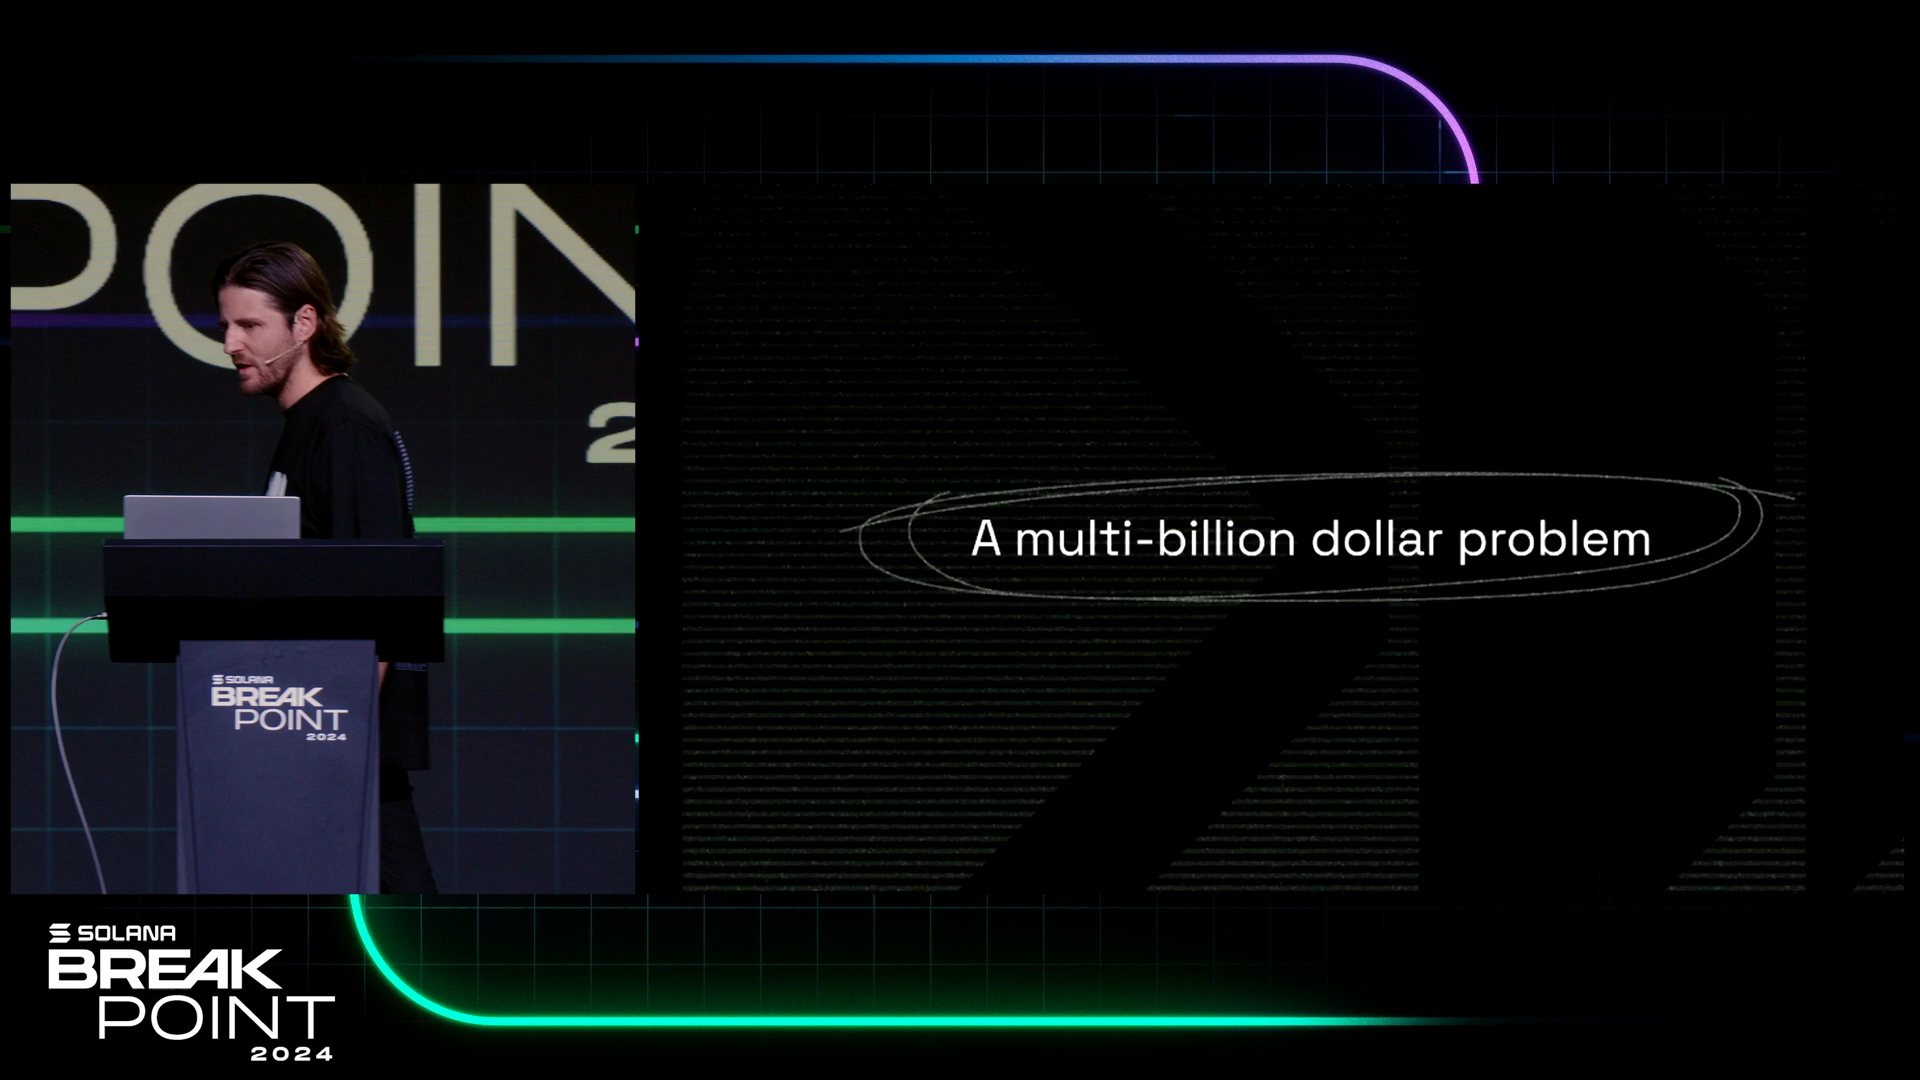 POIN
2
SOLANA
BREAK
POINT
2024
A multi-billion dollar problem
SOLANA
BREAK
POINT
2024